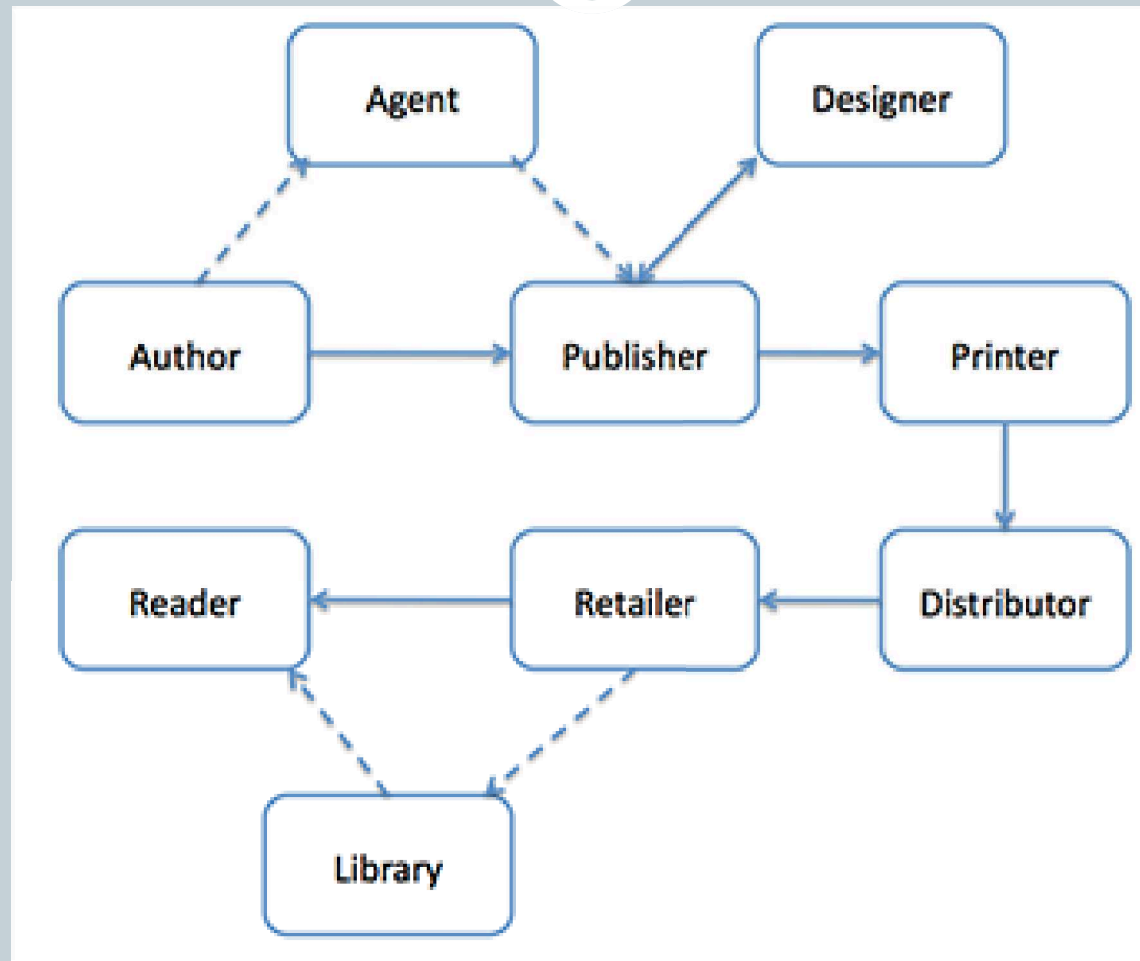 Agent
Designer
Author
Publisher
Printer
Reader
Retailer
Distributor
Library